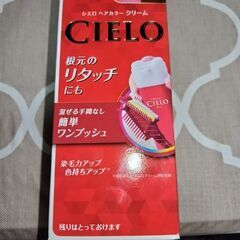 シエロ ヘアカラー クリーム
CIELO
根元の
リタッチ
にも
混ぜる手間なし
簡単
ワンプッシュ
CIELO
染毛力アップ
色持ちアップ
残りはとっておけます